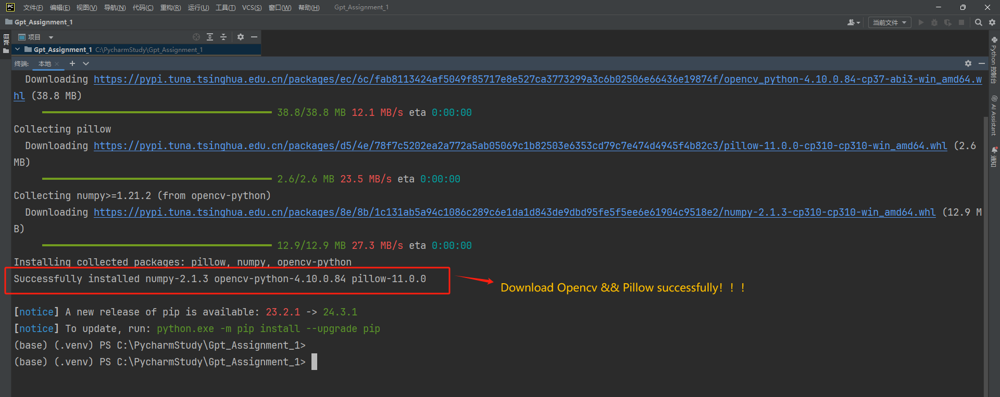 PC 文件(F) 编辑(E) 视图(V) 导航(N) 代码(C) 重构(R) 运行(U) 工具(T) VCS(S) 窗口(W) 帮助(H) Gpt_Assignment_1
Gpt_Assignment_1 当前文件
项目
项目
Gpt_Assignment_1 C:\PycharmStudy\Gpt_Assignment_1
终端: 本地
Downloading https://pypi.tuna.tsinghua.edu.cn/packages/ec/6c/fab8113424af5049f85717e8e527ca3773299a3c6b02506e66436e19874f/opencv_python-4.10.0.84-cp37-abi3-win_amd64.w
hl (38.8 MB)
38.8/38.8 MB 12.1 MB/s eta 0:00:00
Collecting pillow
Downloading https://pypi.tuna.tsinghua.edu.cn/packages/d5/4e/78f7c5202ea2a772a5ab05069c1b82503e6353cd79c7e474d4945f4b82c3/pillow-11.0.0-cp310-cp310-win_amd64.whl (2.6
MB)
2.6/2.6 MB 23.5 MB/s eta 0:00:00
Collecting numpy>=1.21.2 (from opencv-python)
Downloading https://pypi.tuna.tsinghua.edu.cn/packages/8e/8b/1c131ab5a94c1086c289c6e1da1d843de9dbd95fe5f5ee6e61904c9518e2/numpy-2.1.3-cp310-cp310-win_amd64.whl (12.9 M
B)
12.9/12.9 MB 27.3 MB/s eta 0:00:00
Installing collected packages: pillow, numpy, opencv-python
Successfully installed numpy-2.1.3 opencv-python-4.10.0.84 pillow-11.0.0
Download Opencv && Pillow successfully！！！
[notice] A new release of pip is available: 23.2.1 -> 24.3.1
[notice] To update, run: python.exe -m pip install --upgrade pip
(base) (.venv) PS C:\PycharmStudy\Gpt_Assignment_1>
(base) (.venv) PS C:\PycharmStudy\Gpt_Assignment_1>
Python 控制台
AI Assistant
通知